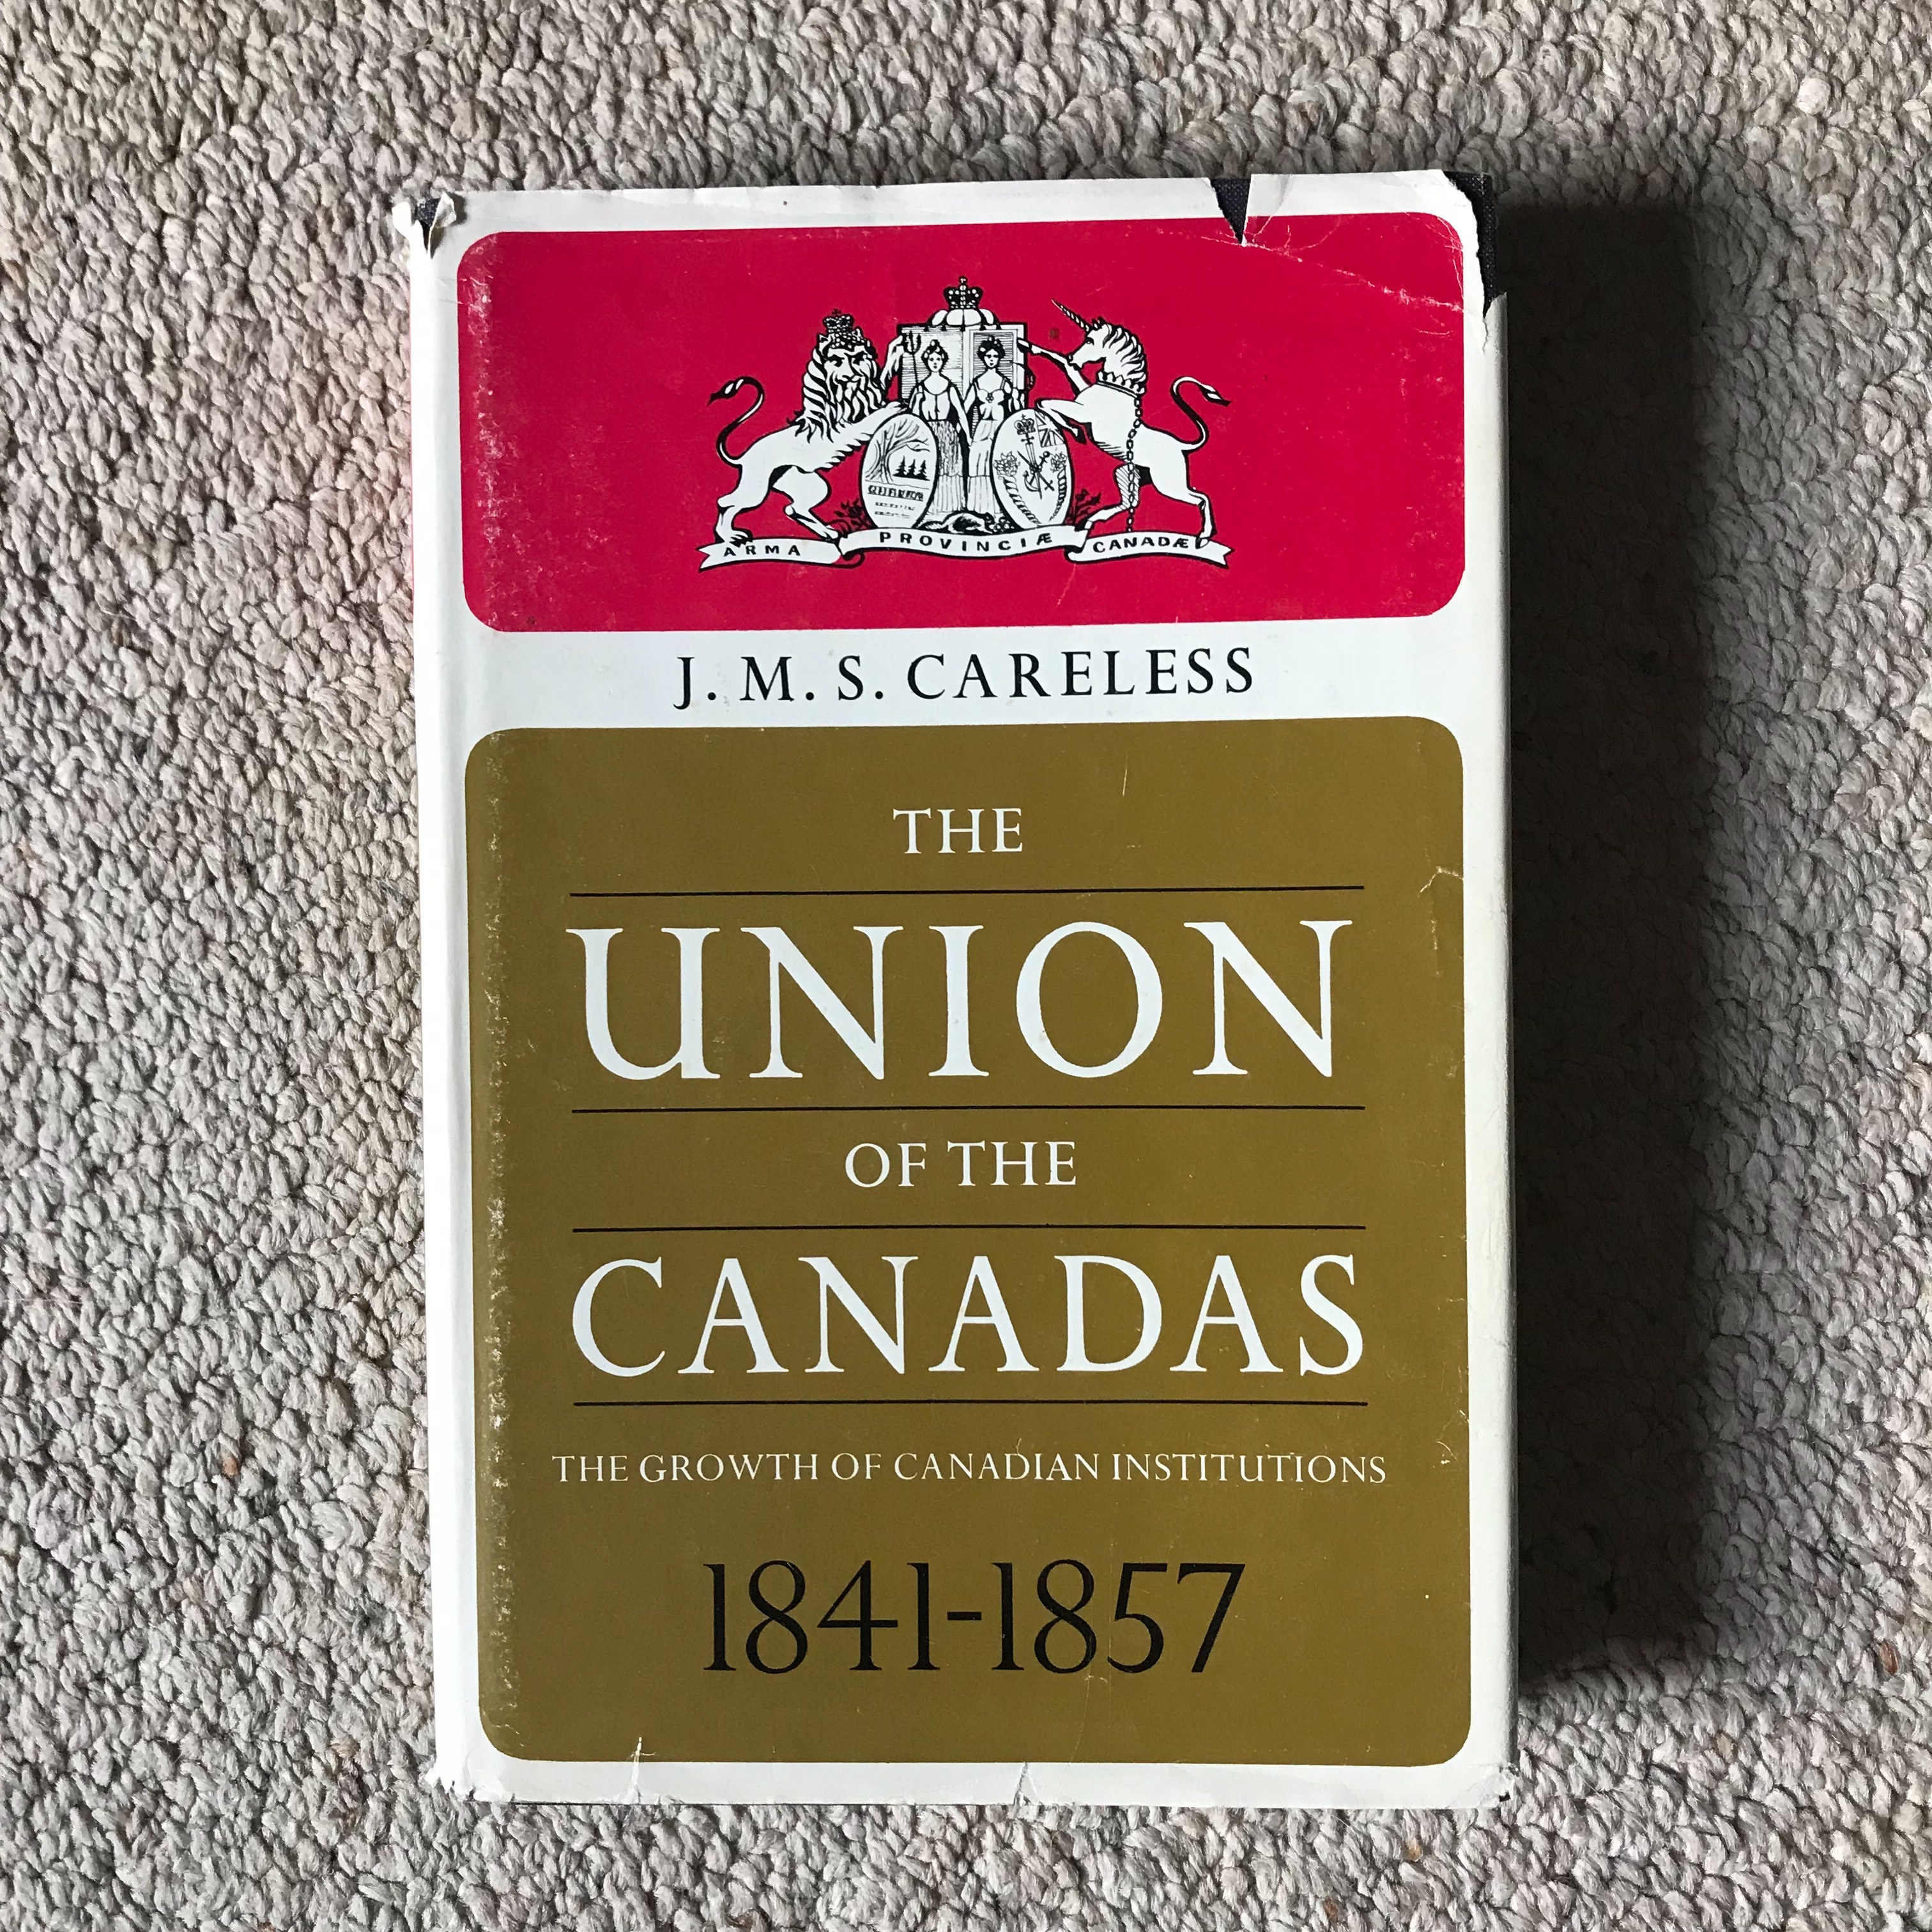 ARMA PROVINCIÆ CANADÆ
J. M. S. CARELESS
THE
UNION
OF THE
CANADAS
THE GROWTH OF CANADIAN INSTITUTIONS
1841-1857